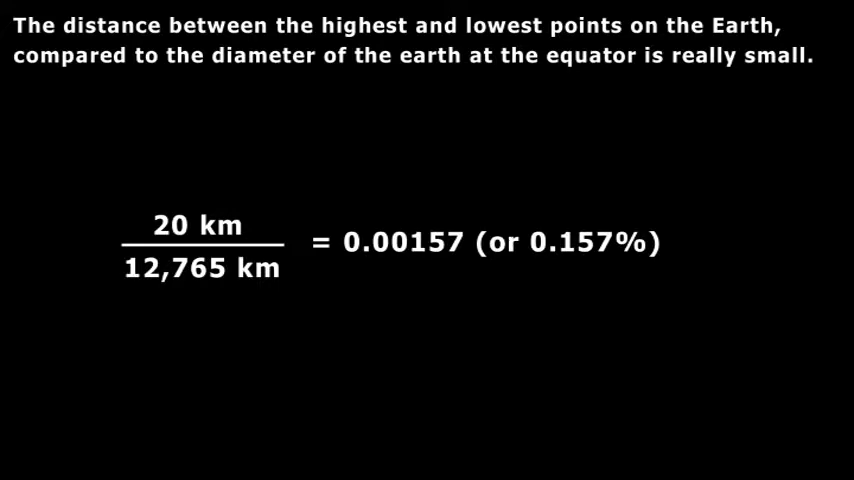 The distance between the highest and lowest points on the Earth,
compared to the diameter of the earth at the equator is really small.
20 km
12,765 km
= 0.00157 (or 0.157%)